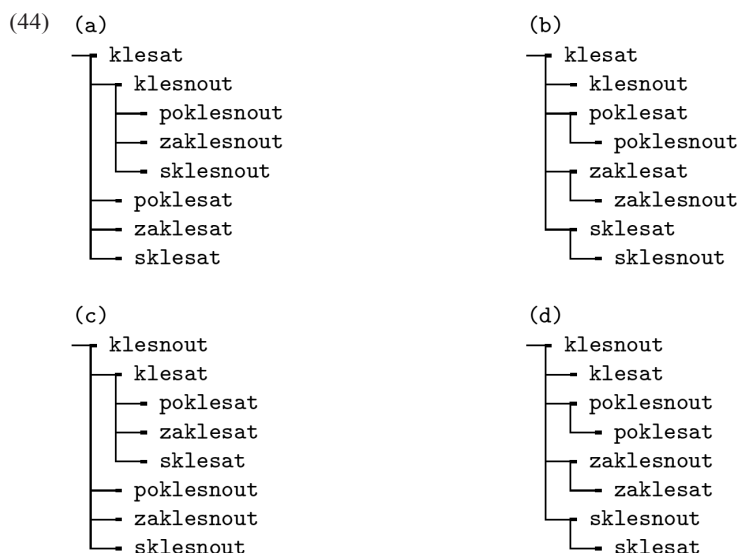 (44) (a)
klesat
klesnout
poklesnout
zaklesnout
sklesnout
poklesat
zaklesat
sklesat
(b)
klesat
klesnout
poklesat
poklesnout
zaklesat
zaklesnout
sklesat
sklesnout
(c)
klesnout
klesat
poklesat
zaklesat
sklesat
poklesnout
zaklesnout
sklesnout
(d)
klesnout
klesat
poklesnout
poklesat
zaklesnout
zaklesat
sklesnout
sklesat